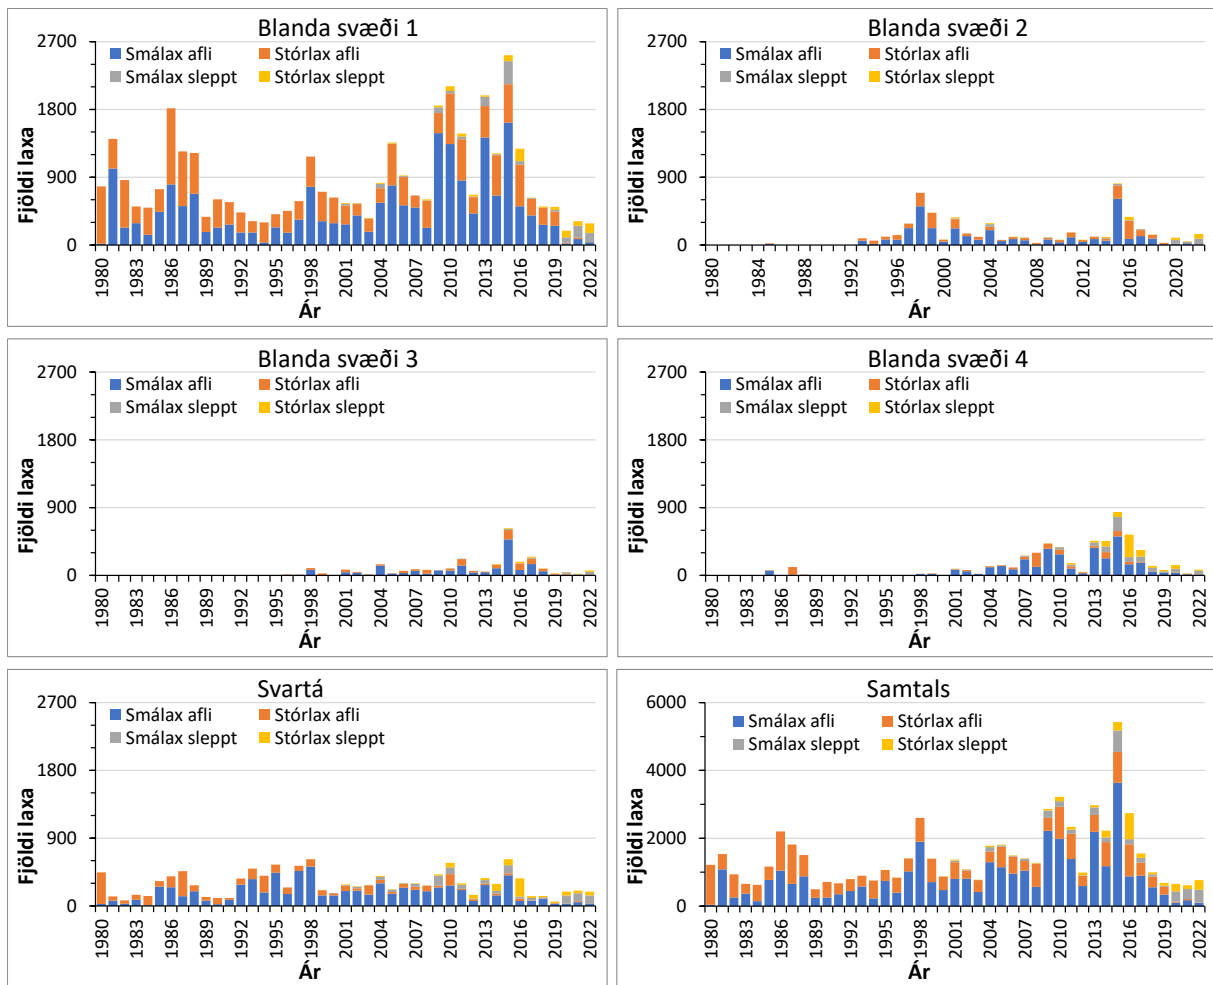 Blanda svæði 1
2700
1800
900
0
Fjöldi laxa
Smálax afli
Stórlax afli
Smálax sleppt
Stórlax sleppt
1980 1983 1986 1989 1992 1995 1998 2001 2004 2007 2010 2013 2016 2019 2022
Ár
Blanda svæði 2
2700
1800
900
0
Fjöldi laxa
Smálax afli
Stórlax afli
Smálax sleppt
Stórlax sleppt
1980 1984 1988 1992 1996 2000 2004 2008 2012 2016 2020
Ár
Blanda svæði 3
2700
1800
900
0
Fjöldi laxa
Smálax afli
Stórlax afli
Smálax sleppt
Stórlax sleppt
1980 1983 1986 1989 1992 1995 1998 2001 2004 2007 2010 2013 2016 2019 2022
Ár
Blanda svæði 4
2700
1800
900
0
Fjöldi laxa
Smálax afli
Stórlax afli
Smálax sleppt
Stórlax sleppt
1980 1983 1986 1989 1992 1995 1998 2001 2004 2007 2010 2013 2016 2019 2022
Ár
Svartá
2700
1800
900
0
Fjöldi laxa
Smálax afli
Stórlax afli
Smálax sleppt
Stórlax sleppt
1980 1983 1986 1989 1992 1995 1998 2001 2004 2007 2010 2013 2016 2019 2022
Ár
Samtals
6000
4000
2000
0
Fjöldi laxa
Smálax afli
Stórlax afli
Smálax sleppt
Stórlax sleppt
1980 1983 1986 1989 1992 1995 1998 2001 2004 2007 2010 2013 2016 2019 2022
Ár